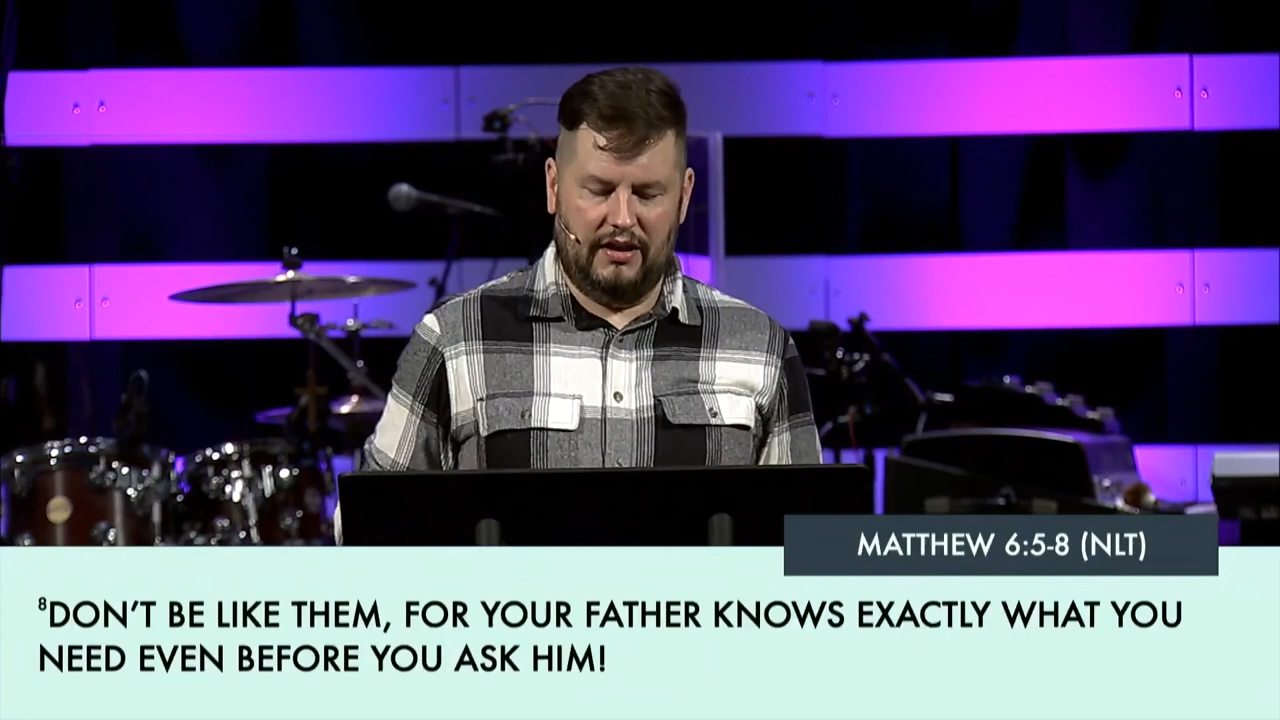 MATTHEW 6:5-8 (NLT)
⁸DON'T BE LIKE THEM, FOR YOUR FATHER KNOWS EXACTLY WHAT YOU
NEED EVEN BEFORE YOU ASK HIM!